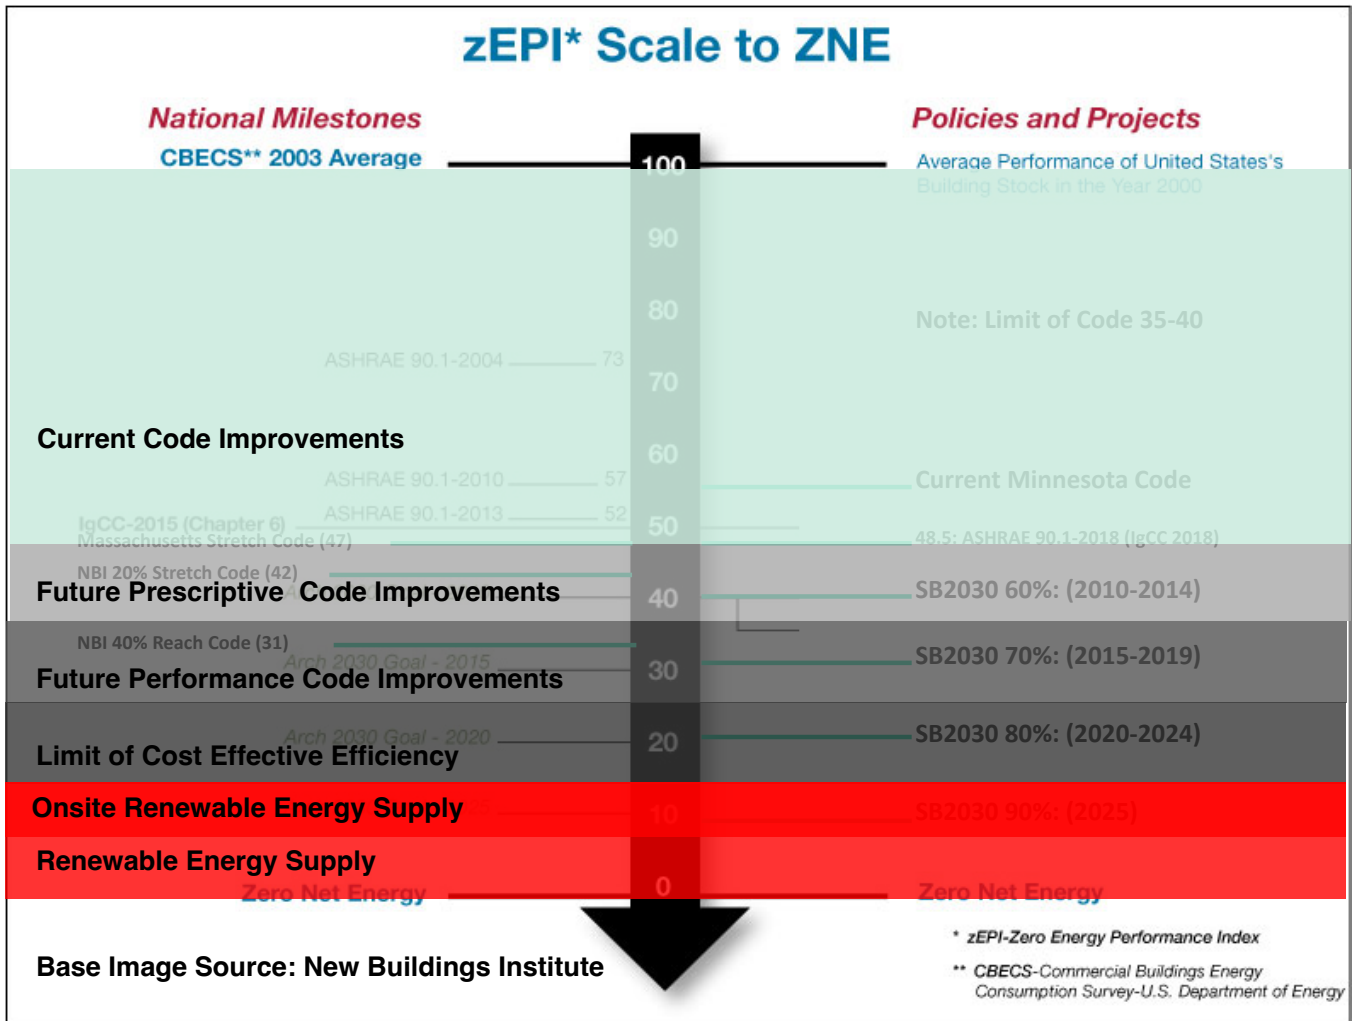 zEPI* Scale to ZNE
National Milestones
Policies and Projects
CBECS** 2003 Average
100
Average Performance of United States's
Building Stock in the Year 2000
90
80
Note: Limit of Code 35-40
ASHRAE 90.1-2004
73
70
Current Code Improvements
60
ASHRAE 90.1-2010
57
Current Minnesota Code
ASHRAE 90.1-2013
52
IgCC-2015 (Chapter 6)
50
Massachusetts Stretch Code (47)
48.5: ASHRAE 90.1-2018 (IgCC 2018)
NBI 20% Stretch Code (42)
Future Prescriptive Code Improvements
40
SB2030 60%: (2010-2014)
NBI 40% Reach Code (31)
Arch 2030 Goal - 2015
30
SB2030 70%: (2015-2019)
Future Performance Code Improvements
Arch 2030 Goal - 2020
20
SB2030 80%: (2020-2024)
Limit of Cost Effective Efficiency
Onsite Renewable Energy Supply
10
SB2030 90%: (2025)
Renewable Energy Supply
Zero Net Energy
0
Zero Net Energy
* zEPI-Zero Energy Performance Index
Base Image Source: New Buildings Institute
** CBECS-Commercial Buildings Energy
Consumption Survey-U.S. Department of Energy